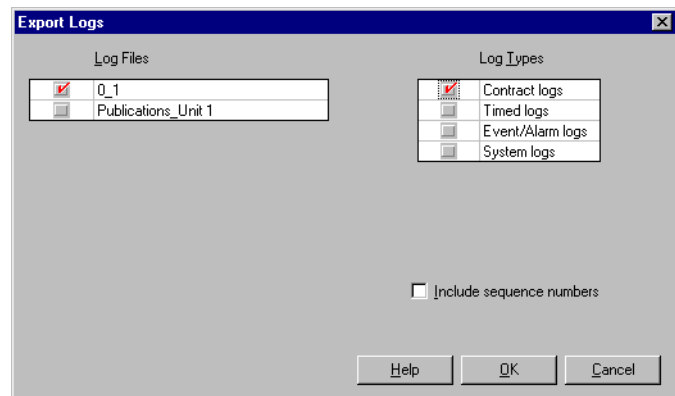 Export Logs
Log Files
Log Types
0_1
Publications_Unit 1
Contract logs
Timed logs
Event/Alarm logs
System logs
Include sequence numbers
Help
OK
Cancel